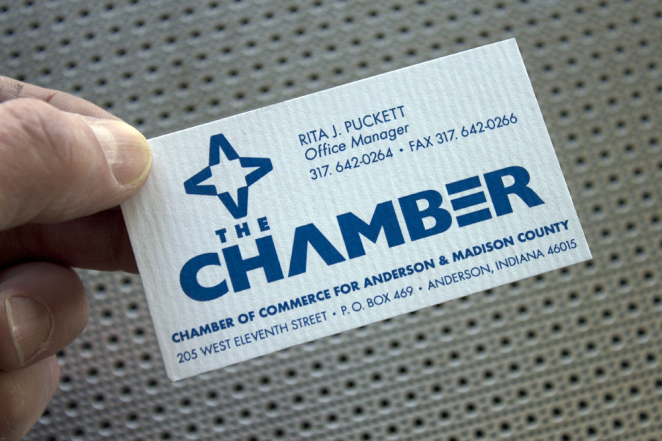 RITA J. PUCKETT
Office Manager
317. 642-0264 • FAX 317. 642-0266
THE
CHAMBER
CHAMBER OF COMMERCE FOR ANDERSON & MADISON COUNTY
205 WEST ELEVENTH STREET • P. O. BOX 469 • ANDERSON, INDIANA 46015